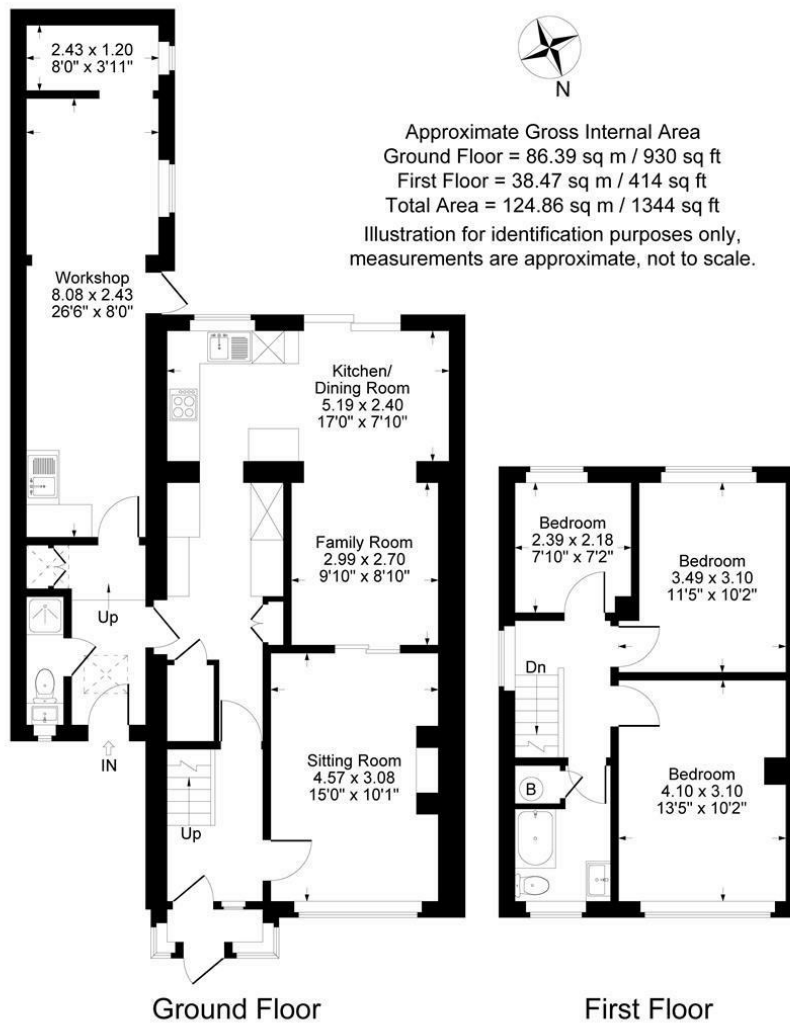 2.43 x 1.20
8'0" x 3'11"
N
Approximate Gross Internal Area
Ground Floor = 86.39 sq m / 930 sq ft
First Floor = 38.47 sq m / 414 sq ft
Total Area = 124.86 sq m / 1344 sq ft
Illustration for identification purposes only,
measurements are approximate, not to scale.
Workshop
8.08 x 2.43
26'6" x 8'0"
Kitchen/
Dining Room
5.19 x 2.40
17'0" x 7'10"
Family Room
2.99 x 2.70
9'10" x 8'10"
Up
IN
Sitting Room
4.57 x 3.08
15'0" x 10'1"
Up
Bedroom
2.39 x 2.18
7'10" x 7'2"
Bedroom
3.49 x 3.10
11'5" x 10'2"
Dn
Bedroom
4.10 x 3.10
13'5" x 10'2"
B
Ground Floor
First Floor